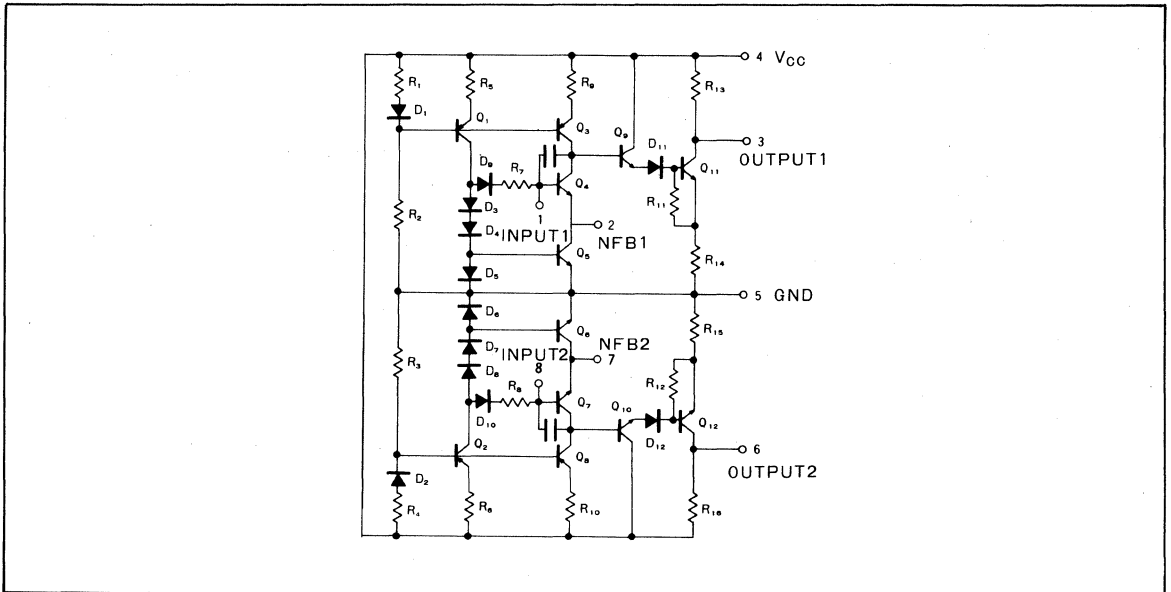 4 VCC
R1
R5
R9
R13
D1
Q1
Q3
Q9
D11
3
OUTPUT1
D9
R7
Q4
Q11
R2
D3
1
R11
D4
INPUT1
2
NFB1
Q5
R14
D5
5 GND
D6
Q6
R15
D7
INPUT2
NFB2
7
R3
D8
8
R12
R8
Q7
Q10
D10
Q12
D12
Q2
Q8
6
OUTPUT2
D2
R4
R6
R10
R16